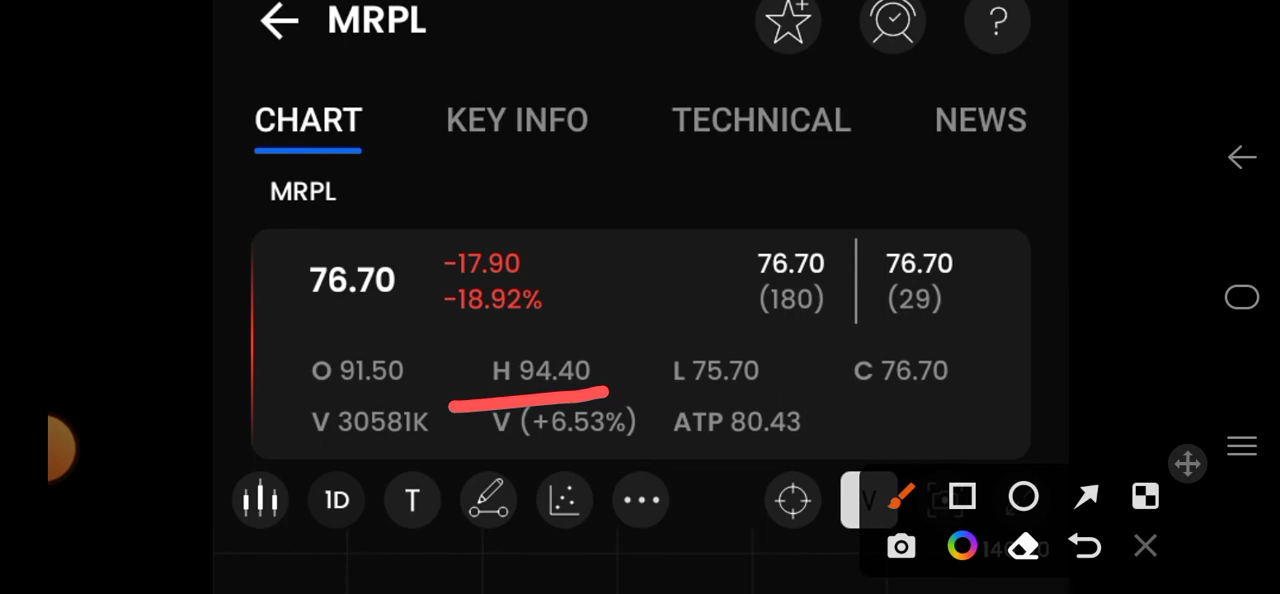 MRPL
?
CHART KEY INFO TECHNICAL NEWS
MRPL
76.70 -17.90 76.70 76.70
-18.92% (180) (29)
O 91.50 H 94.40 L 75.70 C 76.70
V 30581K V (+6.53%) ATP 80.43
1D T V